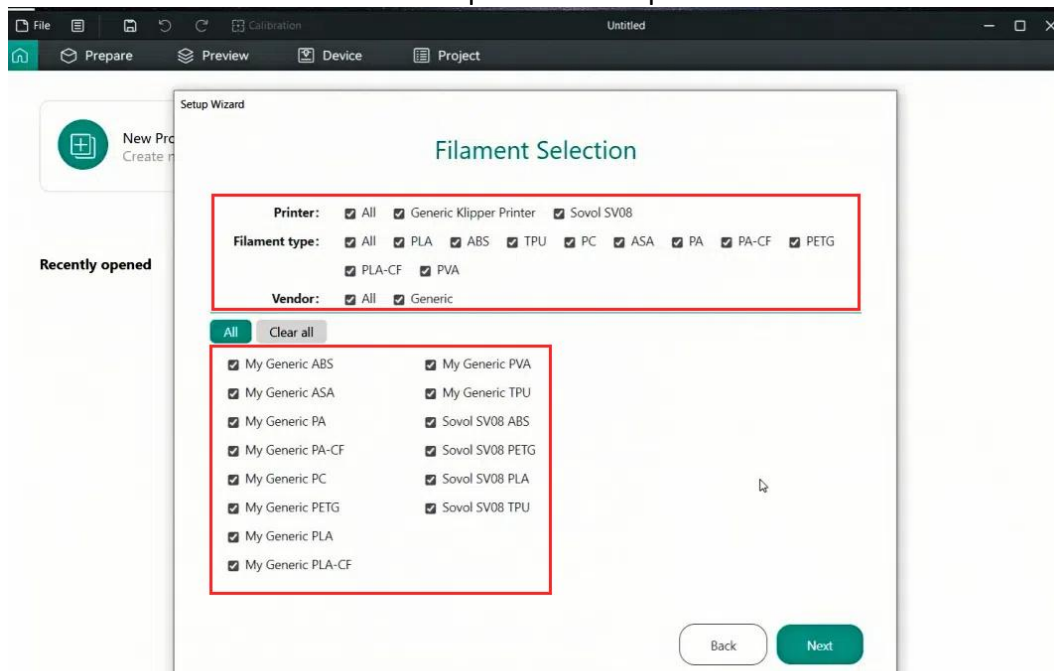 File Calibration Untitled
Prepare Preview Device Project
Setup Wizard
New Pro
Create n
Filament Selection
Printer: All Generic Klipper Printer Sovol SV08
Filament type: All PLA ABS TPU PC ASA PA PA-CF PETG
Recently opened
PLA-CF PVA
Vendor: All Generic
All Clear all
My Generic ABS My Generic PVA
My Generic ASA My Generic TPU
My Generic PA Sovol SV08 ABS
My Generic PA-CF Sovol SV08 PETG
My Generic PC Sovol SV08 PLA
My Generic PETG Sovol SV08 TPU
My Generic PLA
My Generic PLA-CF
Back Next